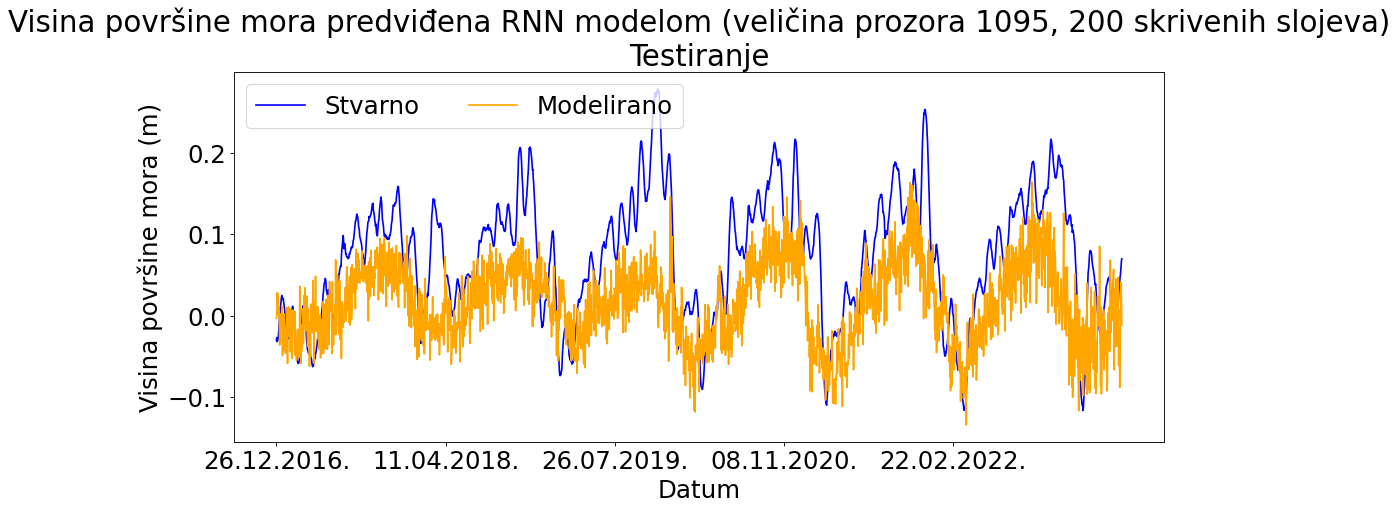 Visina površine mora predviđena RNN modelom (veličina prozora 1095, 200 skrivenih slojeva)
Testiranje
Stvarno Modelirano
Visina površine mora (m)
0.2
0.1
0.0
−0.1
26.12.2016. 11.04.2018. 26.07.2019. 08.11.2020. 22.02.2022.
Datum